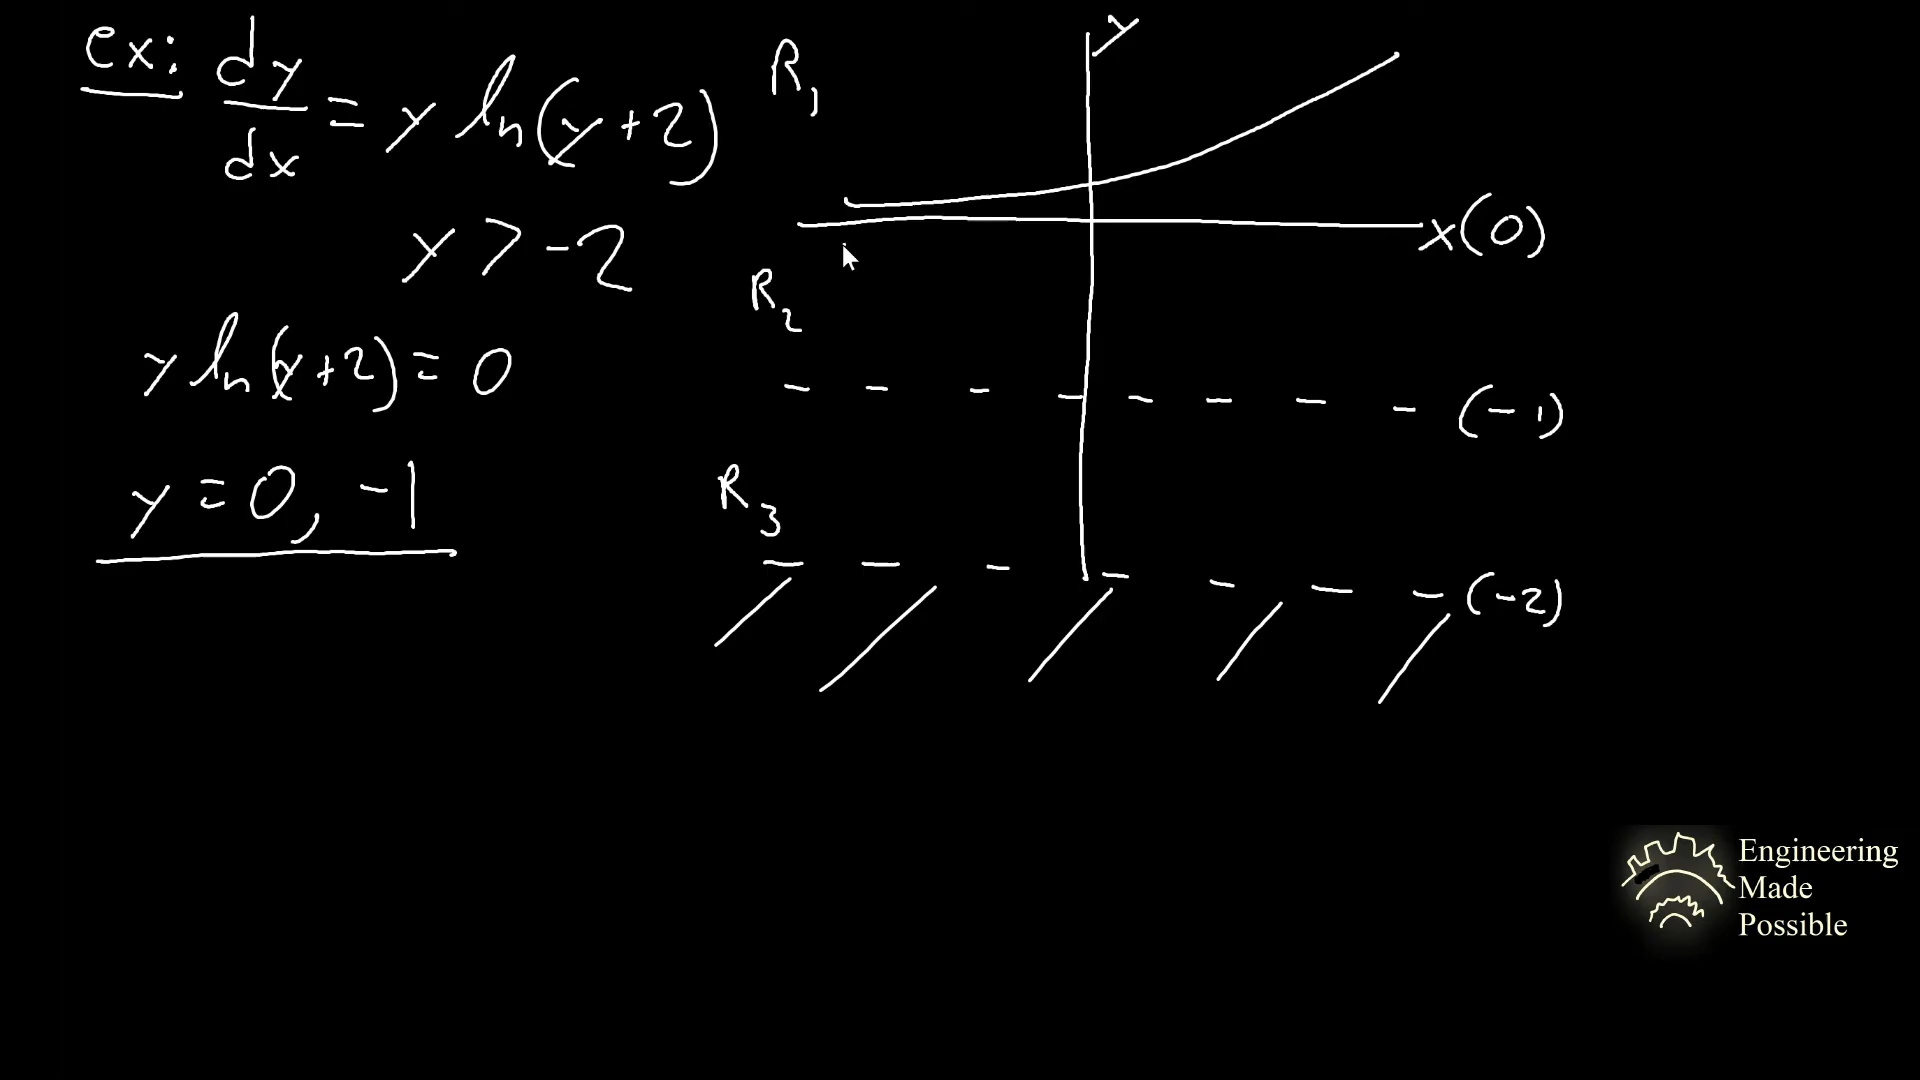 ex: dy/dx = y ln(y+2)
y > -2
y ln(y+2) = 0
y = 0, -1
y
R1
x(0)
R2
(-1)
R3
(-2)
Engineering
Made
Possible